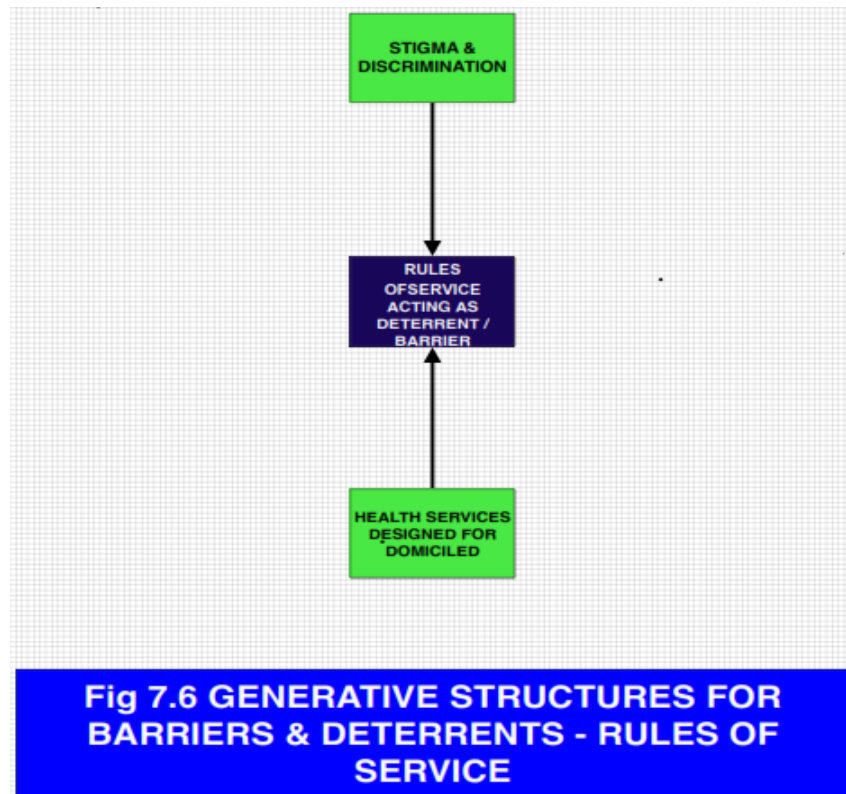 STIGMA &
DISCRIMINATION
RULES
OFSERVICE
ACTING AS
DETERRENT /
BARRIER
HEALTH SERVICES
DESIGNED FOR
DOMICILED
Fig 7.6 GENERATIVE STRUCTURES FOR
BARRIERS & DETERRENTS - RULES OF
SERVICE